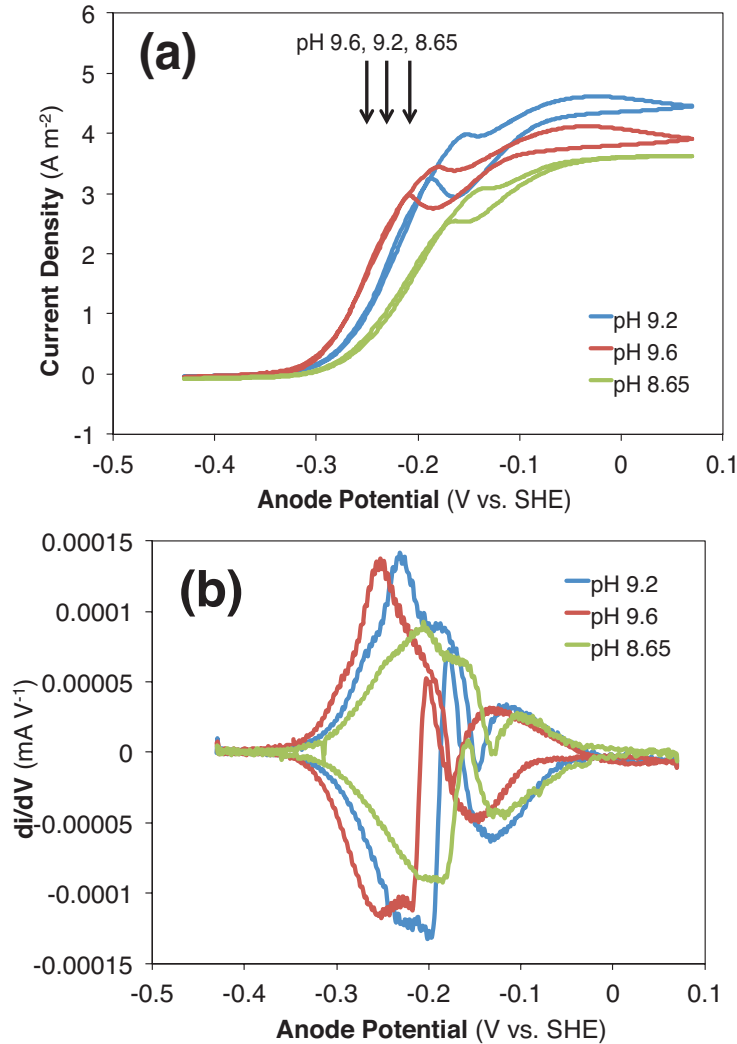 6
5
4
3
2
1
0
-1
Current Density (A m-2)
(a)
pH 9.6, 9.2, 8.65
pH 9.2
pH 9.6
pH 8.65
-0.5 -0.4 -0.3 -0.2 -0.1 0 0.1
Anode Potential (V vs. SHE)
0.00015
0.0001
0.00005
0
-0.00005
-0.0001
-0.00015
di/dV (mA V-1)
(b)
pH 9.2
pH 9.6
pH 8.65
-0.5 -0.4 -0.3 -0.2 -0.1 0 0.1
Anode Potential (V vs. SHE)